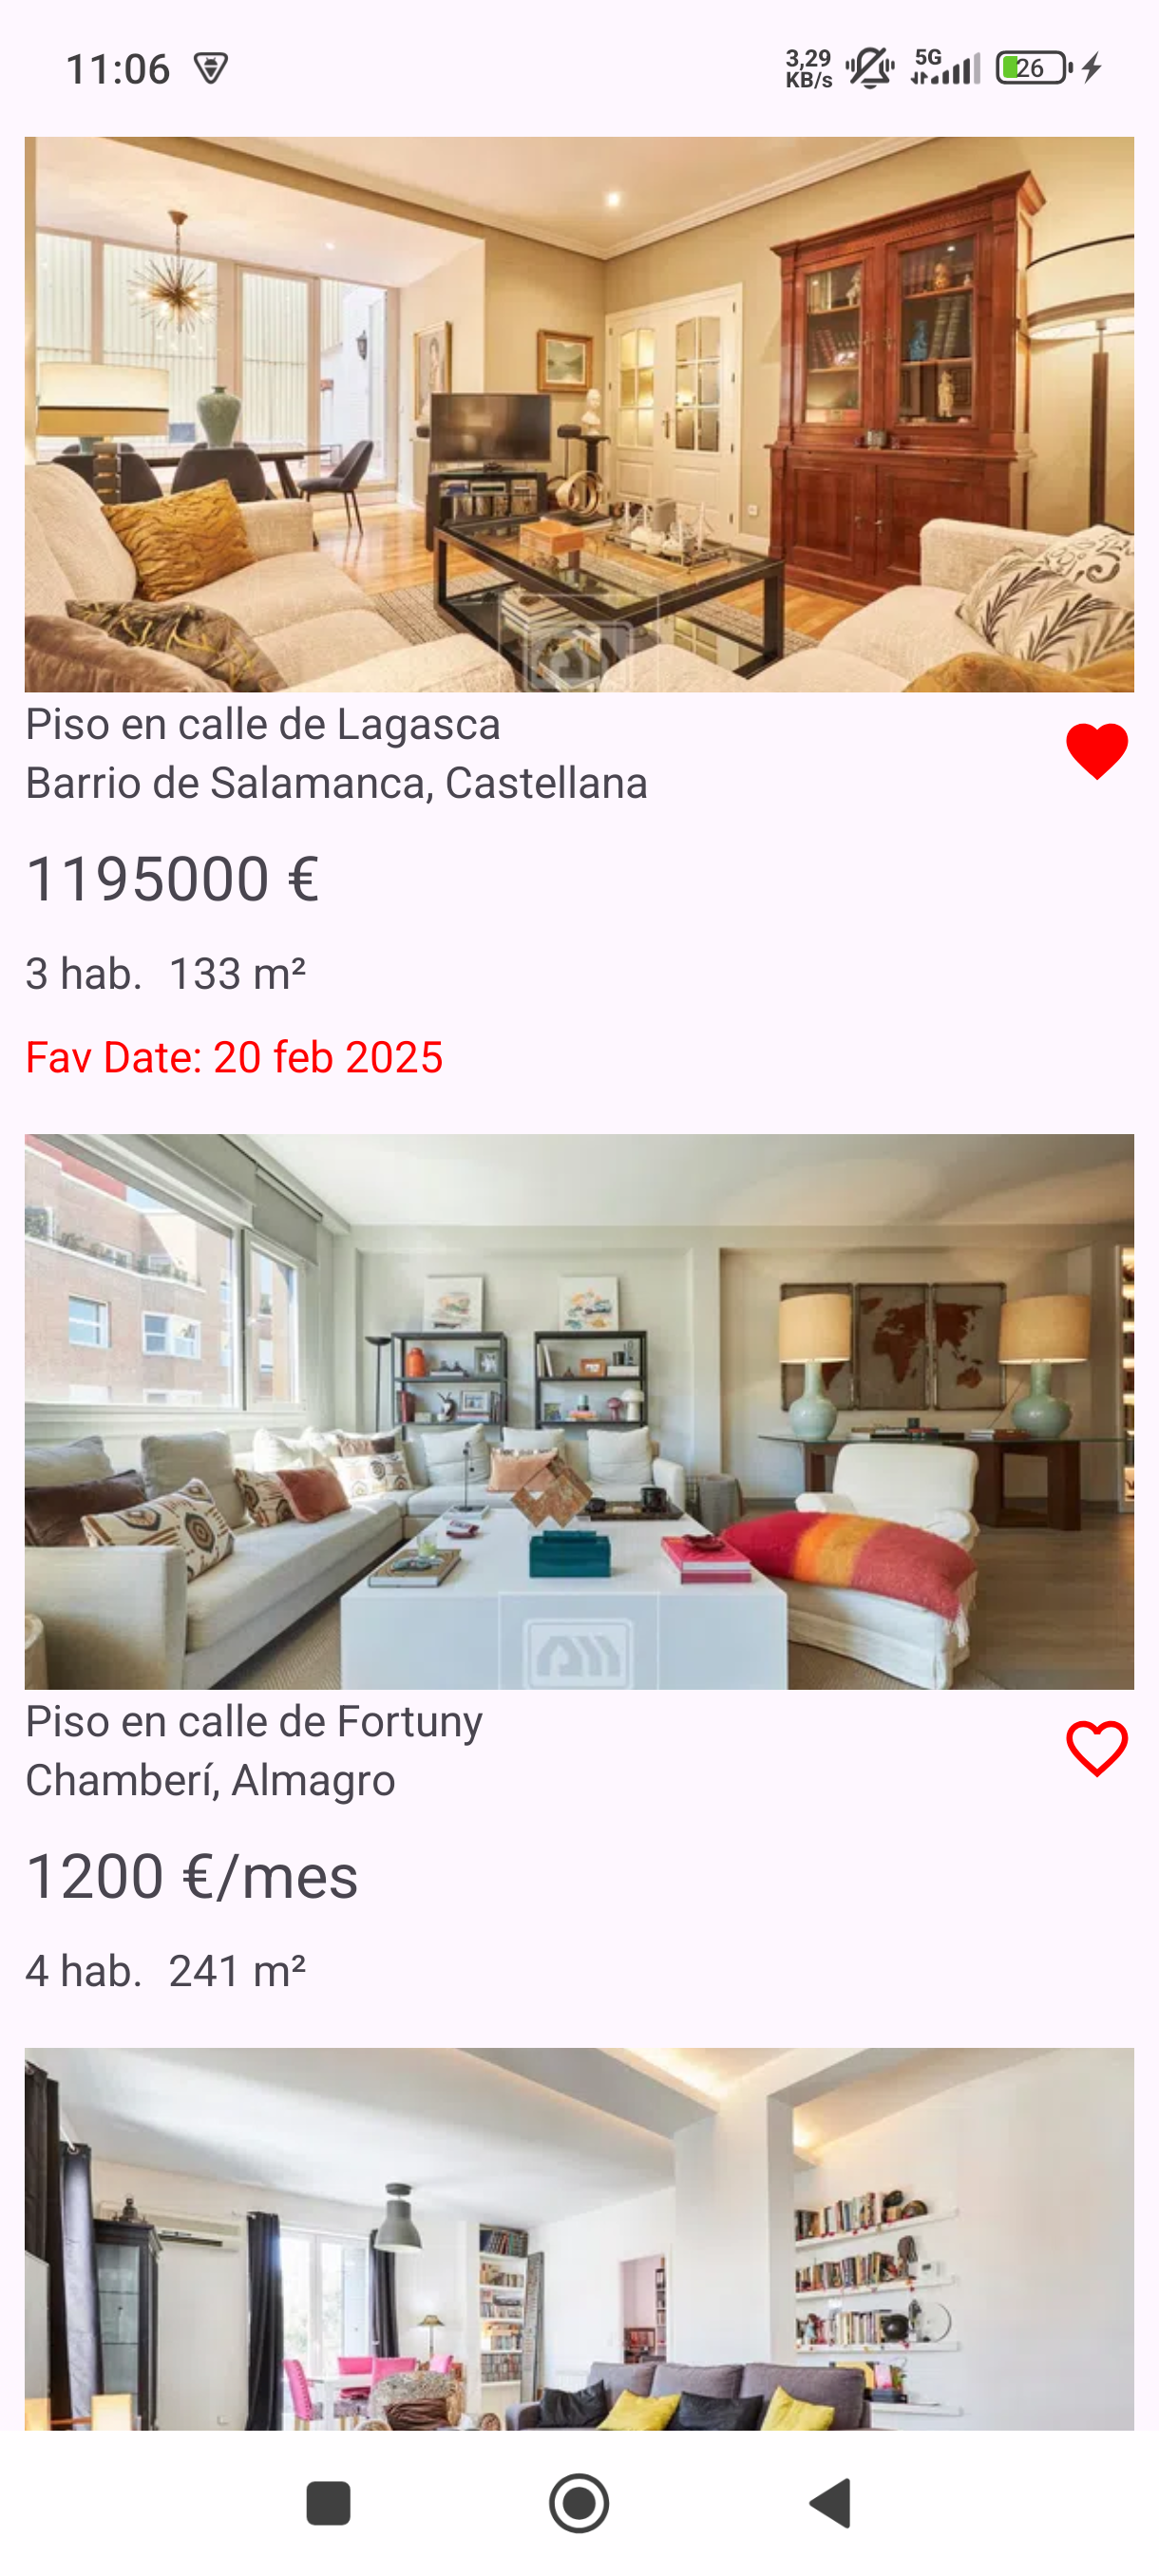 11:06
3,29
KB/s
5G
26
Piso en calle de Lagasca
Barrio de Salamanca, Castellana
1195000 €
3 hab. 133 m²
Fav Date: 20 feb 2025
Piso en calle de Fortuny
Chamberí, Almagro
1200 €/mes
4 hab. 241 m²